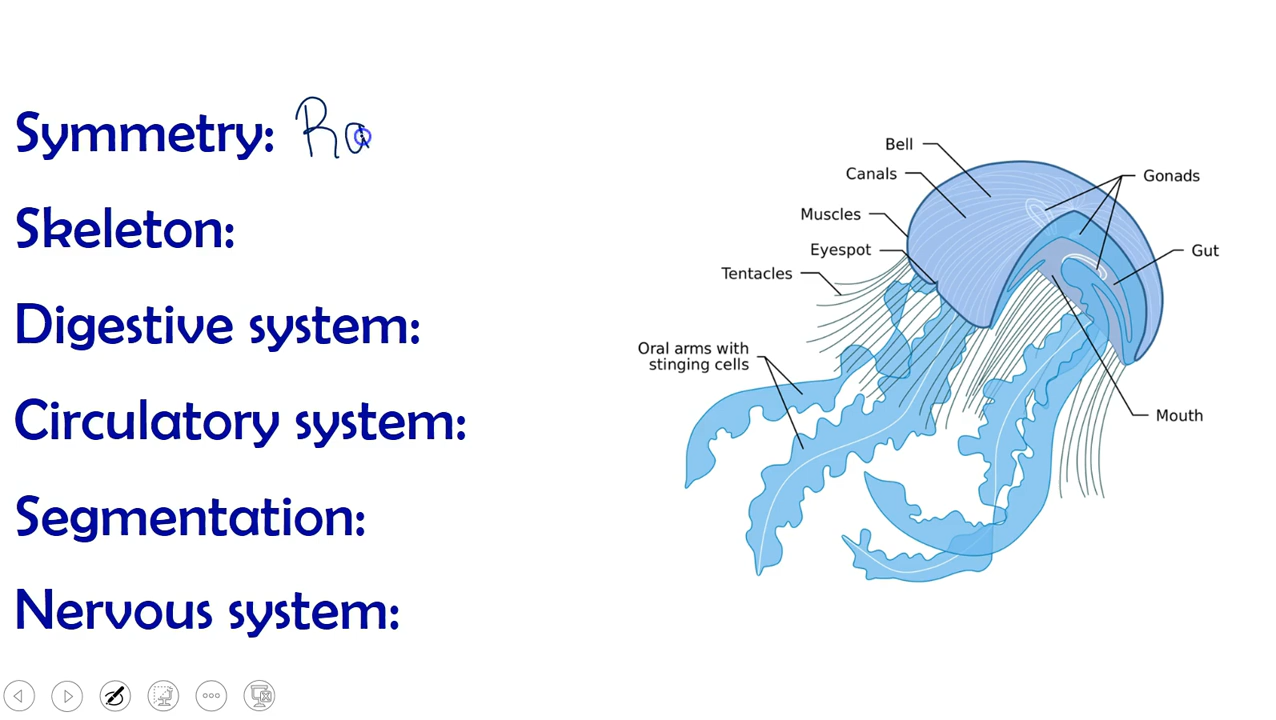 Symmetry: Ra
Skeleton:
Digestive system:
Circulatory system:
Segmentation:
Nervous system:
Bell
Canals
Muscles
Eyespot
Tentacles
Oral arms with
stinging cells
Gonads
Gut
Mouth